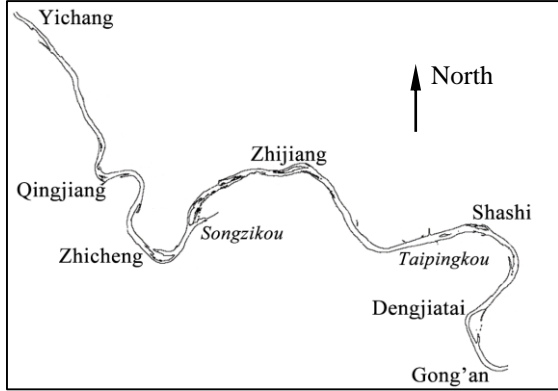 Yichang
North
Zhijiang
Qingjiang
Shashi
Songzikou
Zhicheng
Taipingkou
Dengjiatai
Gong'an